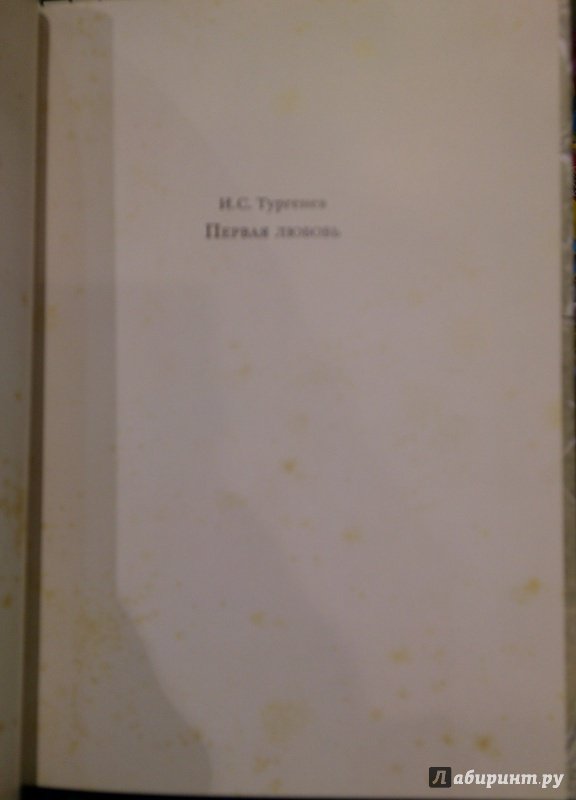 И.С. Тургенев
Первая любовь
Лабиринт.ру